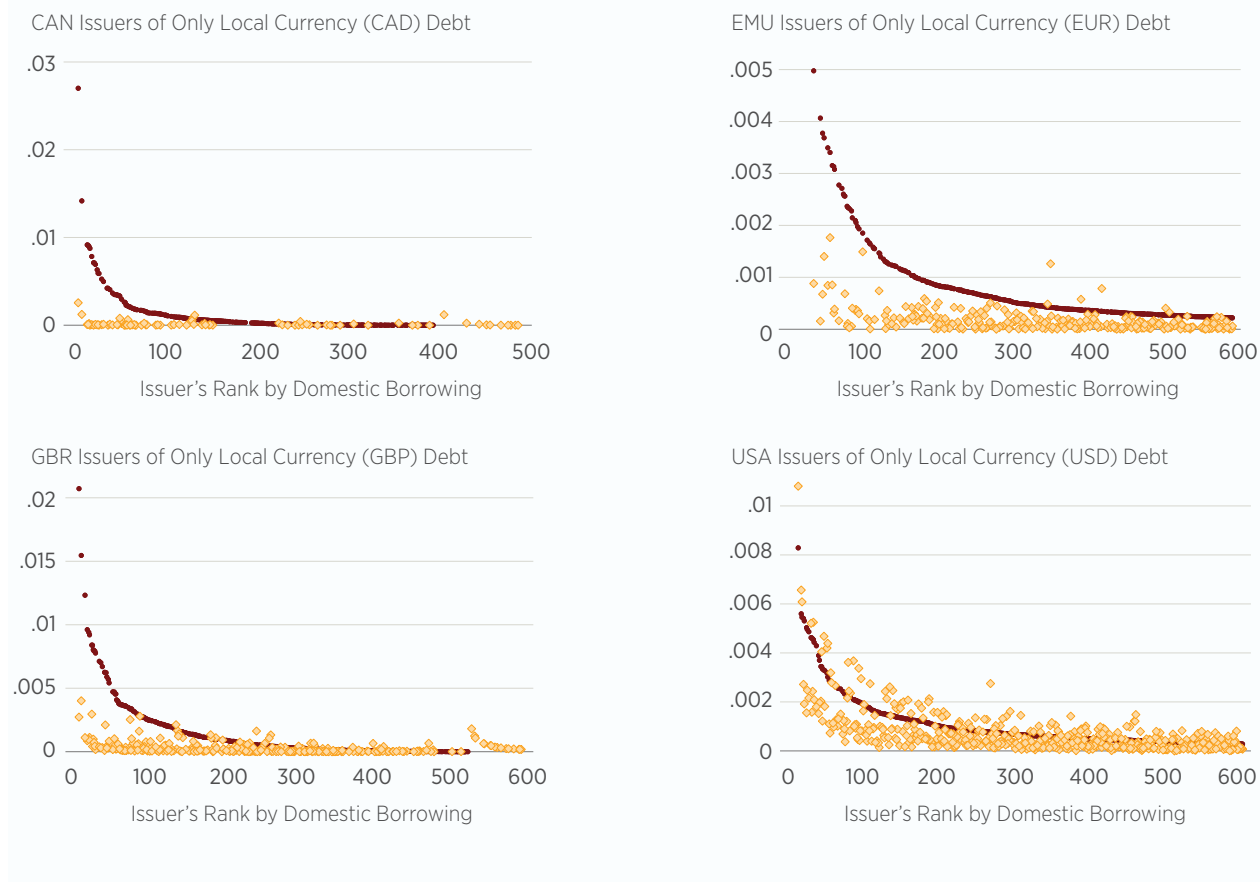 CAN Issuers of Only Local Currency (CAD) Debt
.03
.02
.01
0
0 100 200 300 400 500
Issuer’s Rank by Domestic Borrowing
EMU Issuers of Only Local Currency (EUR) Debt
.005
.004
.003
.002
.001
0
0 100 200 300 400 500 600
Issuer’s Rank by Domestic Borrowing
GBR Issuers of Only Local Currency (GBP) Debt
.02
.015
.01
.005
0
0 100 200 300 400 500 600
Issuer’s Rank by Domestic Borrowing
USA Issuers of Only Local Currency (USD) Debt
.01
.008
.006
.004
.002
0
0 100 200 300 400 500 600
Issuer’s Rank by Domestic Borrowing